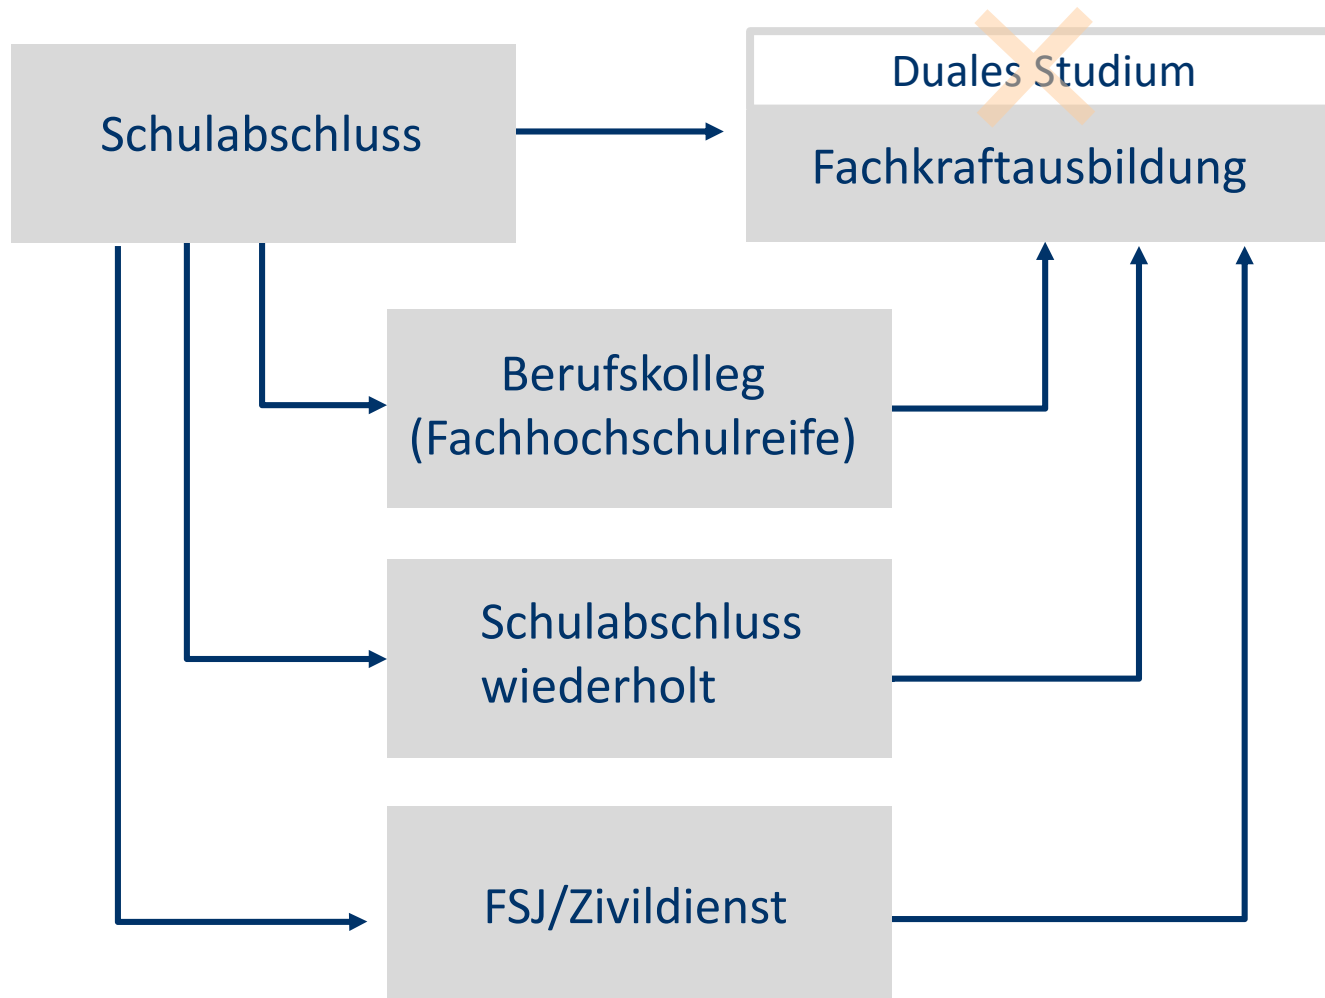 Schulabschluss
Duales Studium
Fachkraftausbildung
Berufskolleg
(Fachhochschulreife)
Schulabschluss
wiederholt
FSJ/Zivildienst